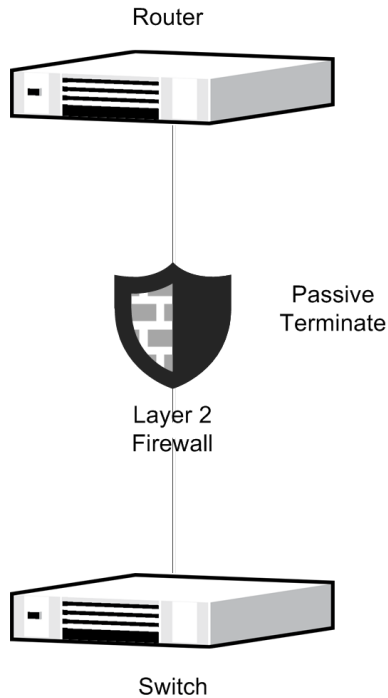 Router
Passive
Terminate
Layer 2
Firewall
Switch